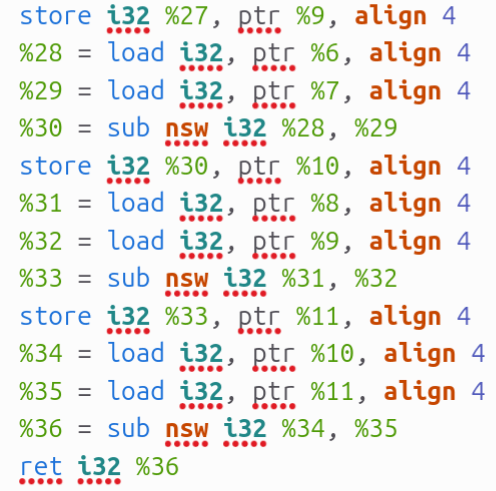 store i32 %27, ptr %9, align 4
%28 = load i32, ptr %6, align 4
%29 = load i32, ptr %7, align 4
%30 = sub nsw i32 %28, %29
store i32 %30, ptr %10, align 4
%31 = load i32, ptr %8, align 4
%32 = load i32, ptr %9, align 4
%33 = sub nsw i32 %31, %32
store i32 %33, ptr %11, align 4
%34 = load i32, ptr %10, align 4
%35 = load i32, ptr %11, align 4
%36 = sub nsw i32 %34, %35
ret i32 %36